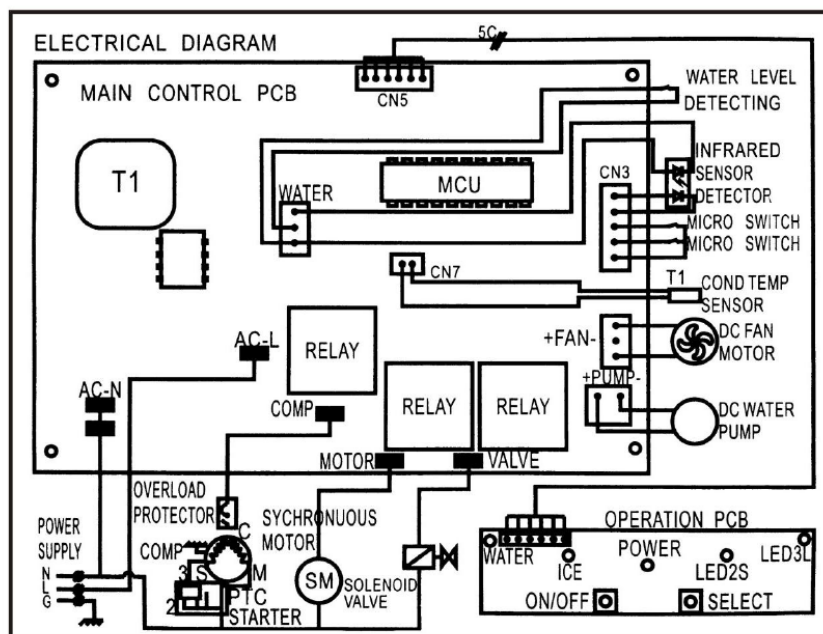 ELECTRICAL DIAGRAM
5C
MAIN CONTROL PCB
CN5
WATER LEVEL
DETECTING
T1
MCU
WATER
CN3
INFRARED
SENSOR
DETECTOR
MICRO SWITCH
MICRO SWITCH
CN7
T1
COND TEMP
SENSOR
AC-L
RELAY
+FAN-
DC FAN
MOTOR
AC-N
COMP
RELAY
RELAY
+PUMP-
DC WATER
PUMP
MOTOR
VALVE
OVERLOAD
PROTECTOR
C
SYCHRONUOUS
MOTOR
POWER
SUPPLY
COMP
3
S
M
N
L
G
2
PTC
STARTER
SM
SOLENOID
VALVE
OPERATION PCB
WATER
ICE
POWER
LED2S
LED3L
ON/OFF
SELECT